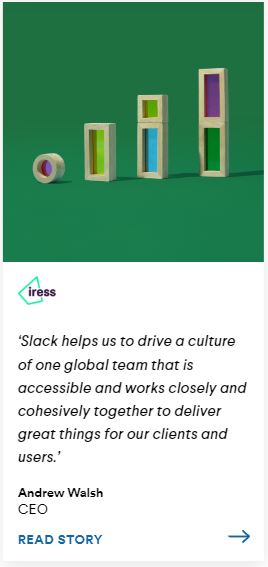 iress
‘Slack helps us to drive a culture
of one global team that is
accessible and works closely and
cohesively together to deliver
great things for our clients and
users.’
Andrew Walsh
CEO
READ STORY